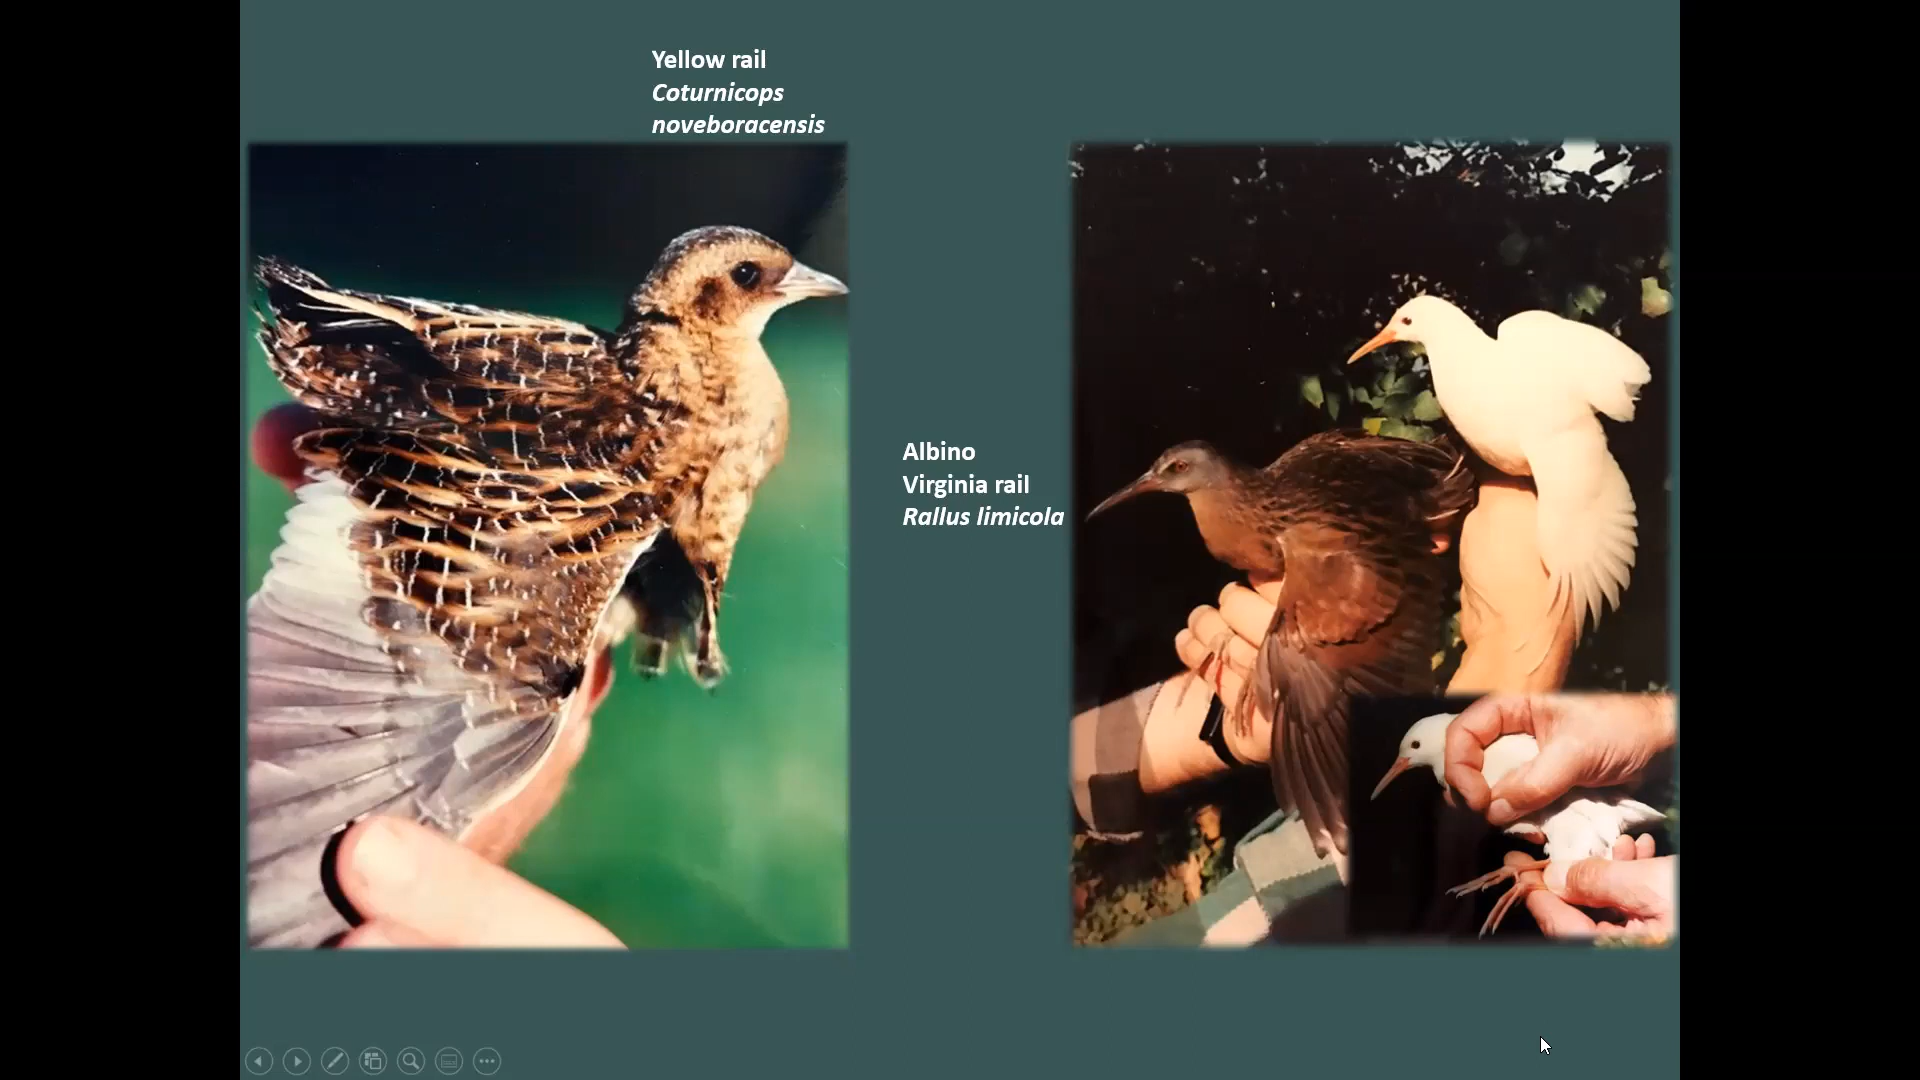 Yellow rail
Coturnicops
noveboracensis
Albino
Virginia rail
Rallus limicola